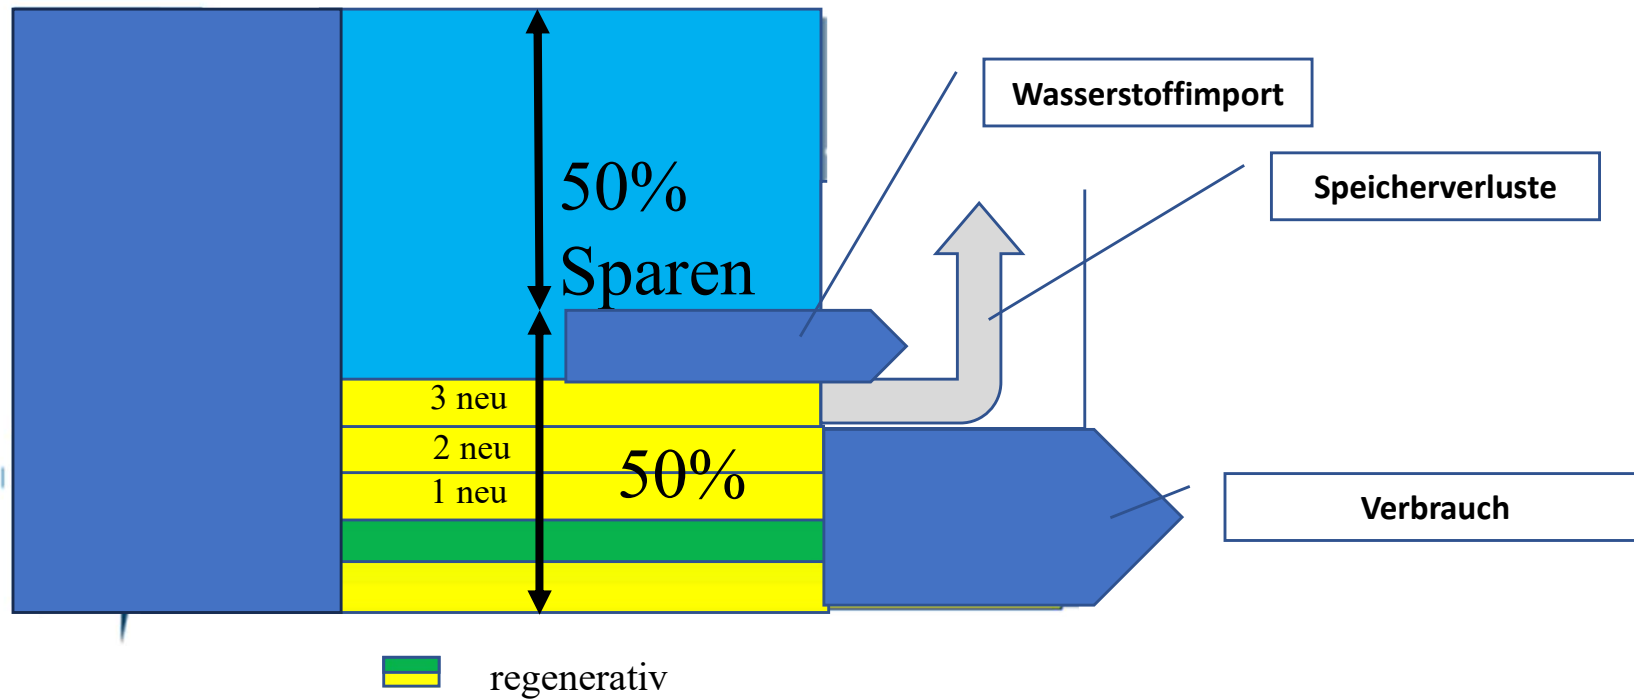 Wasserstoffimport
Speicherverluste
50%
Sparen
3 neu
2 neu
1 neu
50%
Verbrauch
regenerativ